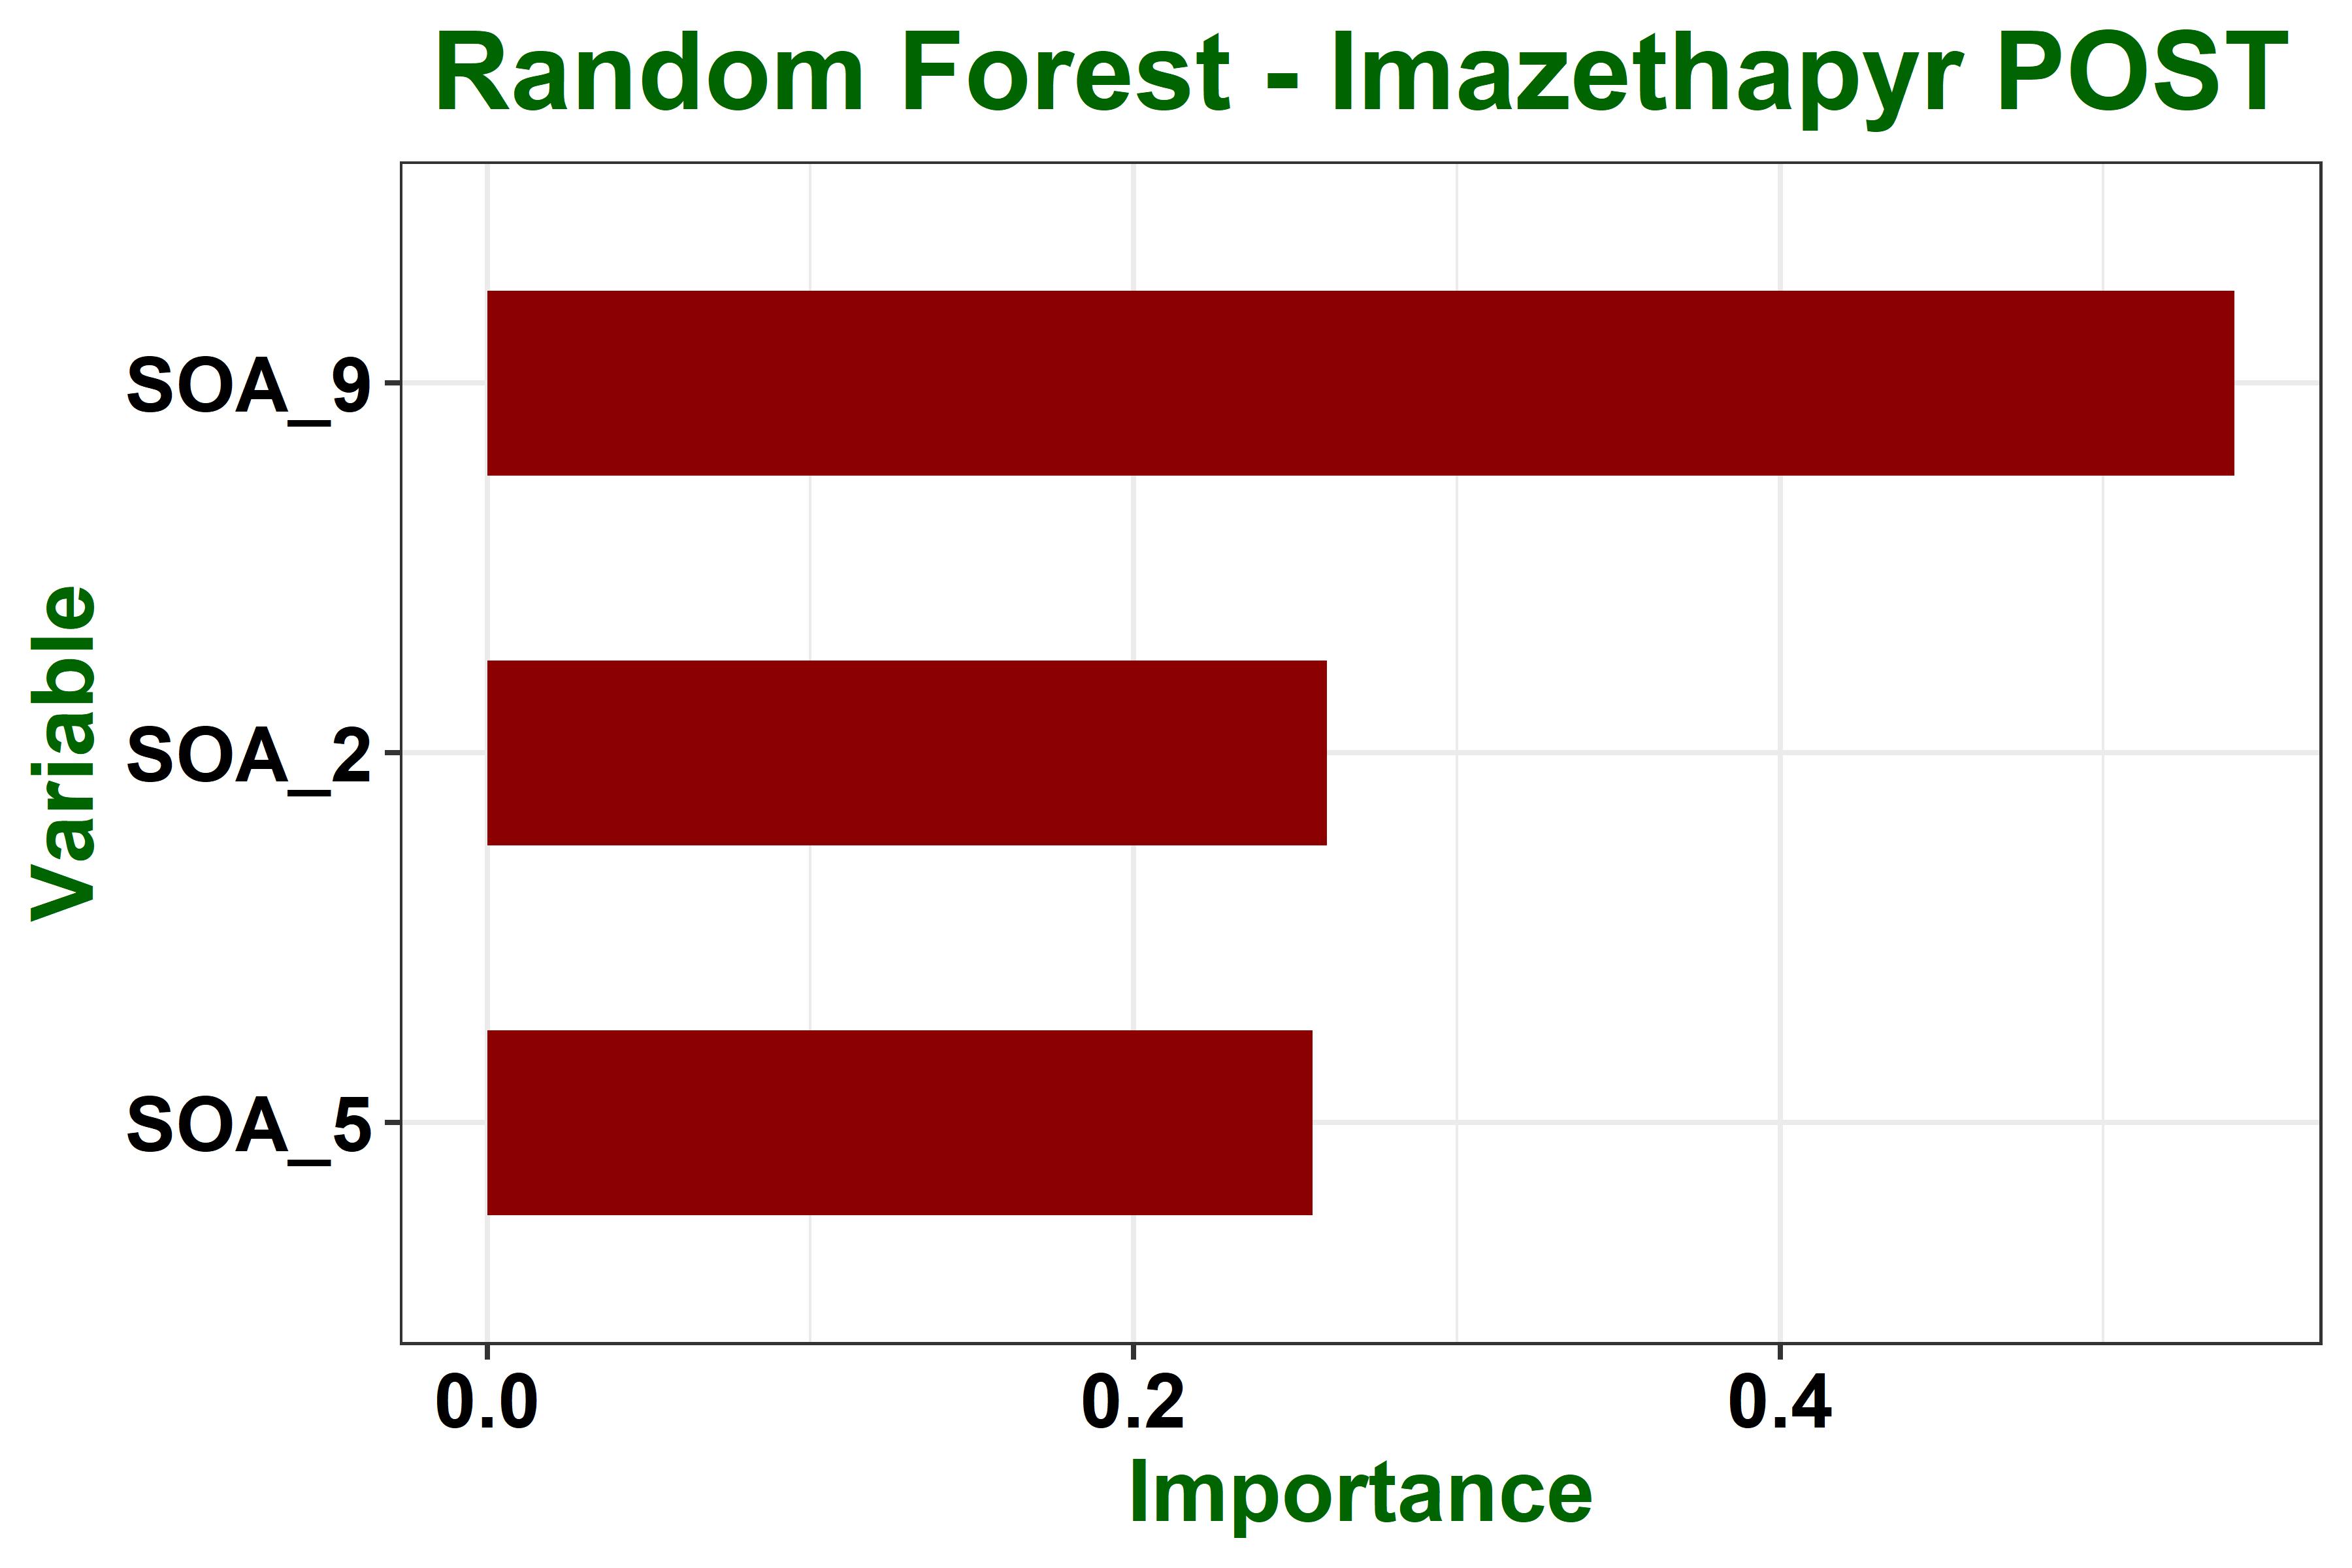 Random Forest - Imazethapyr POST
Variable
SOA_9
SOA_2
SOA_5
0.0 0.2 0.4
Importance